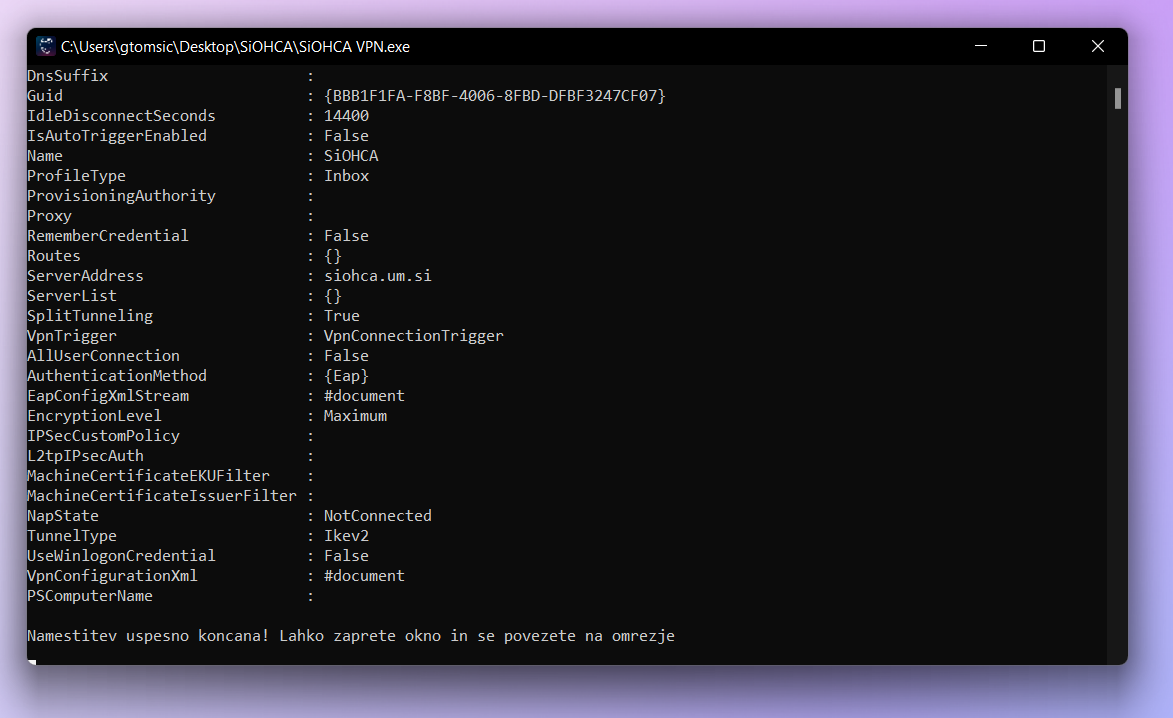 C:\Users\gtomsic\Desktop\SiOHCA\SiOHCA VPN.exe
DnsSuffix :
Guid : {BBB1F1FA-F8BF-4006-8FBD-DFBF3247CF07}
IdleDisconnectSeconds : 14400
IsAutoTriggerEnabled : False
Name : SiOHCA
ProfileType : Inbox
ProvisioningAuthority :
Proxy :
RememberCredential : False
Routes : {}
ServerAddress : siohca.um.si
ServerList : {}
SplitTunneling : True
VpnTrigger : VpnConnectionTrigger
AllUserConnection : False
AuthenticationMethod : {Eap}
EapConfigXmlStream : #document
EncryptionLevel : Maximum
IPSecCustomPolicy :
L2tpIPsecAuth :
MachineCertificateEKUFilter :
MachineCertificateIssuerFilter :
NapState : NotConnected
TunnelType : Ikev2
UseWinlogonCredential : False
VpnConfigurationXml : #document
PSComputerName :
Namestitev uspesno koncana! Lahko zaprete okno in se povezete na omrezje